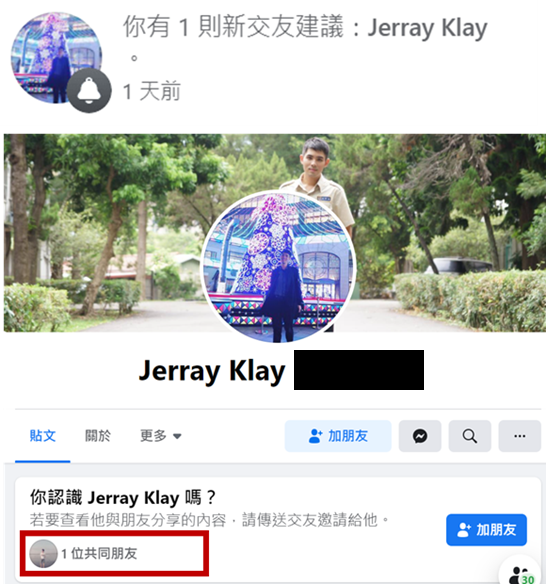 你有 1 則新交友建議：Jerray Klay
。
1 天前
Jerray Klay
貼文 關於 更多 加朋友
你認識 Jerray Klay 嗎？
若要查看他與朋友分享的內容，請傳送交友邀請給他。
加朋友
1 位共同朋友
30